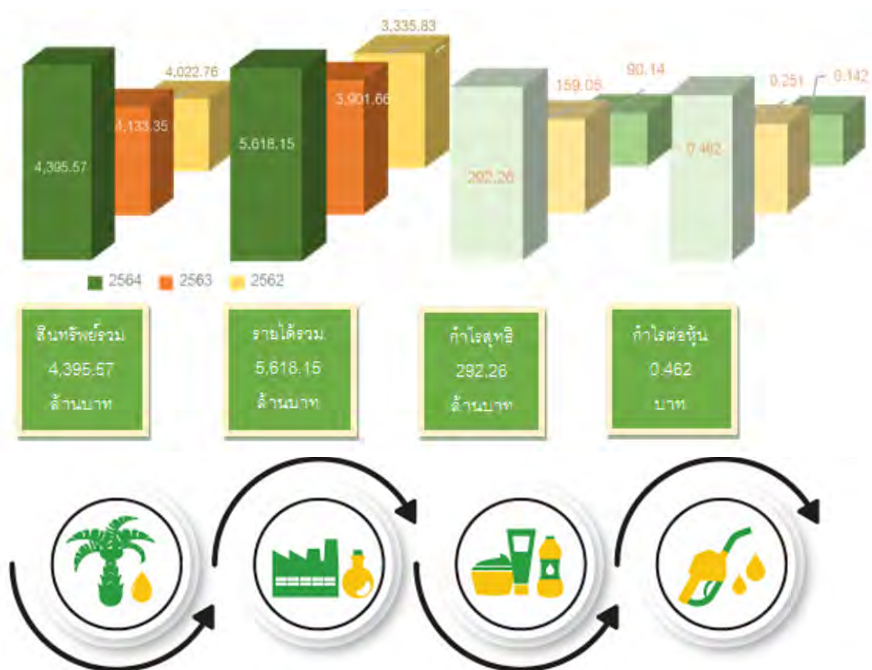 3,335.83
4,022.76
90.14
159.05
0.251
0.142
3,901.66
4,133.35
5,618.15
4,395.57
292.26
0.462
2564 2563 2562
สินทรัพย์รวม
4,395.57
ล้านบาท
รายได้รวม
5,618.15
ล้านบาท
กำไรสุทธิ
292.26
ล้านบาท
กำไรต่อหุ้น
0.462
บาท